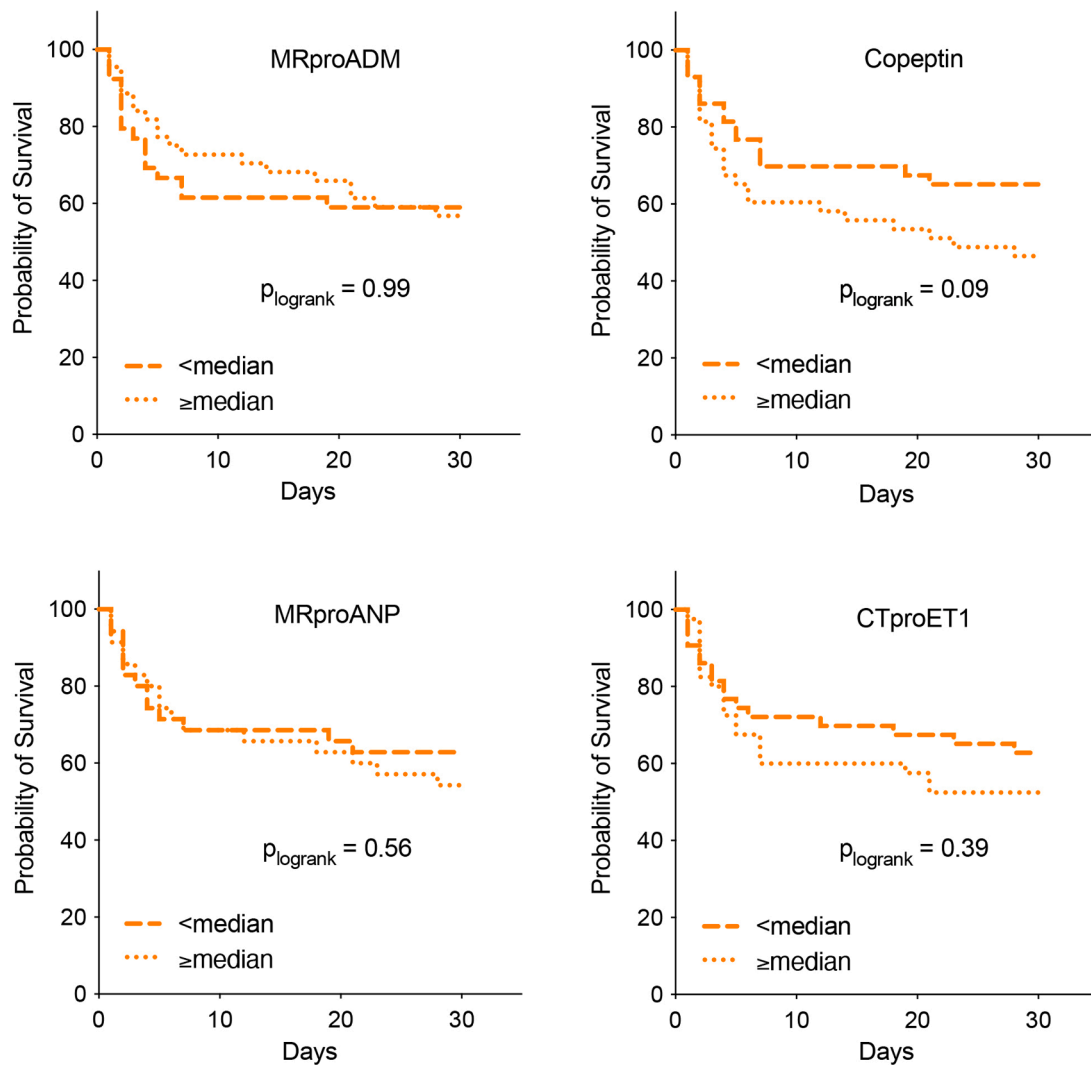 MRproADM
Probability of Survival
100
80
60
40
20
0
p_logrank = 0.99
<median
≥median
0 10 20 30
Days
Copeptin
Probability of Survival
100
80
60
40
20
0
p_logrank = 0.09
<median
≥median
0 10 20 30
Days
MRproANP
Probability of Survival
100
80
60
40
20
0
p_logrank = 0.56
<median
≥median
0 10 20 30
Days
CTproET1
Probability of Survival
100
80
60
40
20
0
p_logrank = 0.39
<median
≥median
0 10 20 30
Days